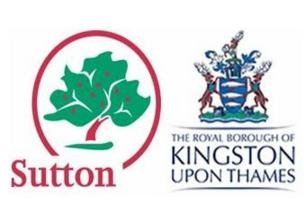 Sutton
THE ROYAL BOROUGH OF
KINGSTON
UPON THAMES